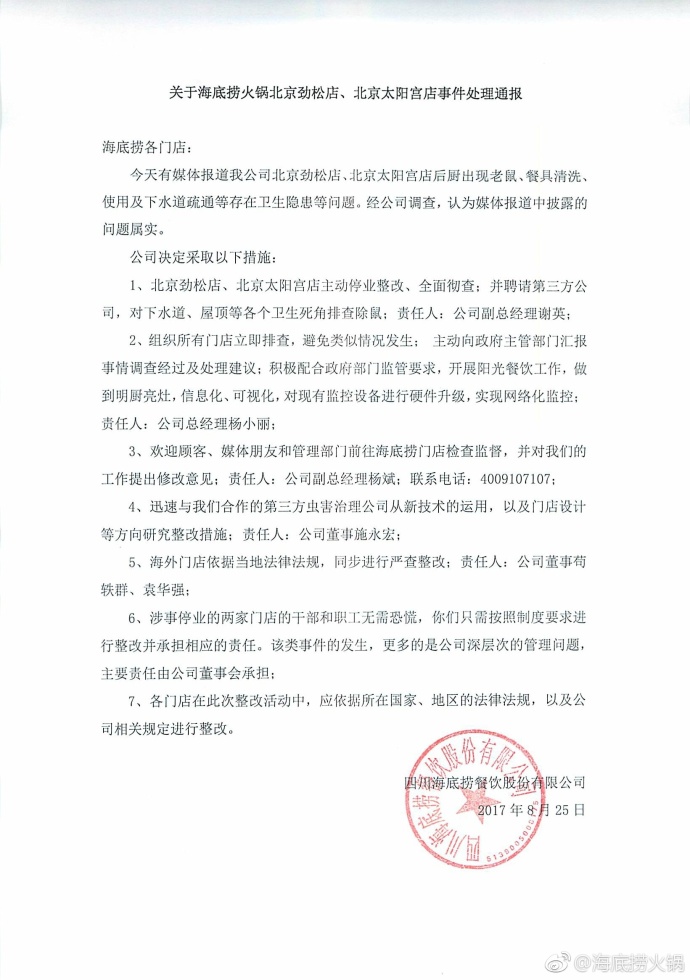 关于海底捞火锅北京劲松店、北京太阳宫店事件处理通报
海底捞各门店：
今天有媒体报道我公司北京劲松店、北京太阳宫店后厨出现老鼠、餐具清洗、
使用及下水道疏通等存在卫生隐患等问题。经公司调查，认为媒体报道中披露的
问题属实。
公司决定采取以下措施：
1、北京劲松店、北京太阳宫店主动停业整改、全面彻查；并聘请第三方公
司，对下水道、屋顶等各个卫生死角排查除鼠；责任人：公司副总经理谢英；
2、组织所有门店立即排查，避免类似情况发生； 主动向政府主管部门汇报
事情调查经过及处理建议；积极配合政府部门监管要求，开展阳光餐饮工作，做
到明厨亮灶，信息化、可视化，对现有监控设备进行硬件升级，实现网络化监控；
责任人：公司总经理杨小丽；
3、欢迎顾客、媒体朋友和管理部门前往海底捞门店检查监督，并对我们的
工作提出修改意见；责任人：公司副总经理杨斌；联系电话：4009107107；
4、迅速与我们合作的第三方虫害治理公司从新技术的运用，以及门店设计
等方向研究整改措施；责任人：公司董事施永宏；
5、海外门店依据当地法律法规，同步进行严查整改；责任人：公司董事苟
轶群、袁华强；
6、涉事停业的两家门店的干部和职工无需恐慌，你们只需按照制度要求进
行整改并承担相应的责任。该类事件的发生，更多的是公司深层次的管理问题，
主要责任由公司董事会承担；
7、各门店在此次整改活动中，应依据所在国家、地区的法律法规，以及公
司相关规定进行整改。
四川海底捞餐饮股份有限公司
2017年8月25日
四川海底捞餐饮股份有限公司
@海底捞火锅